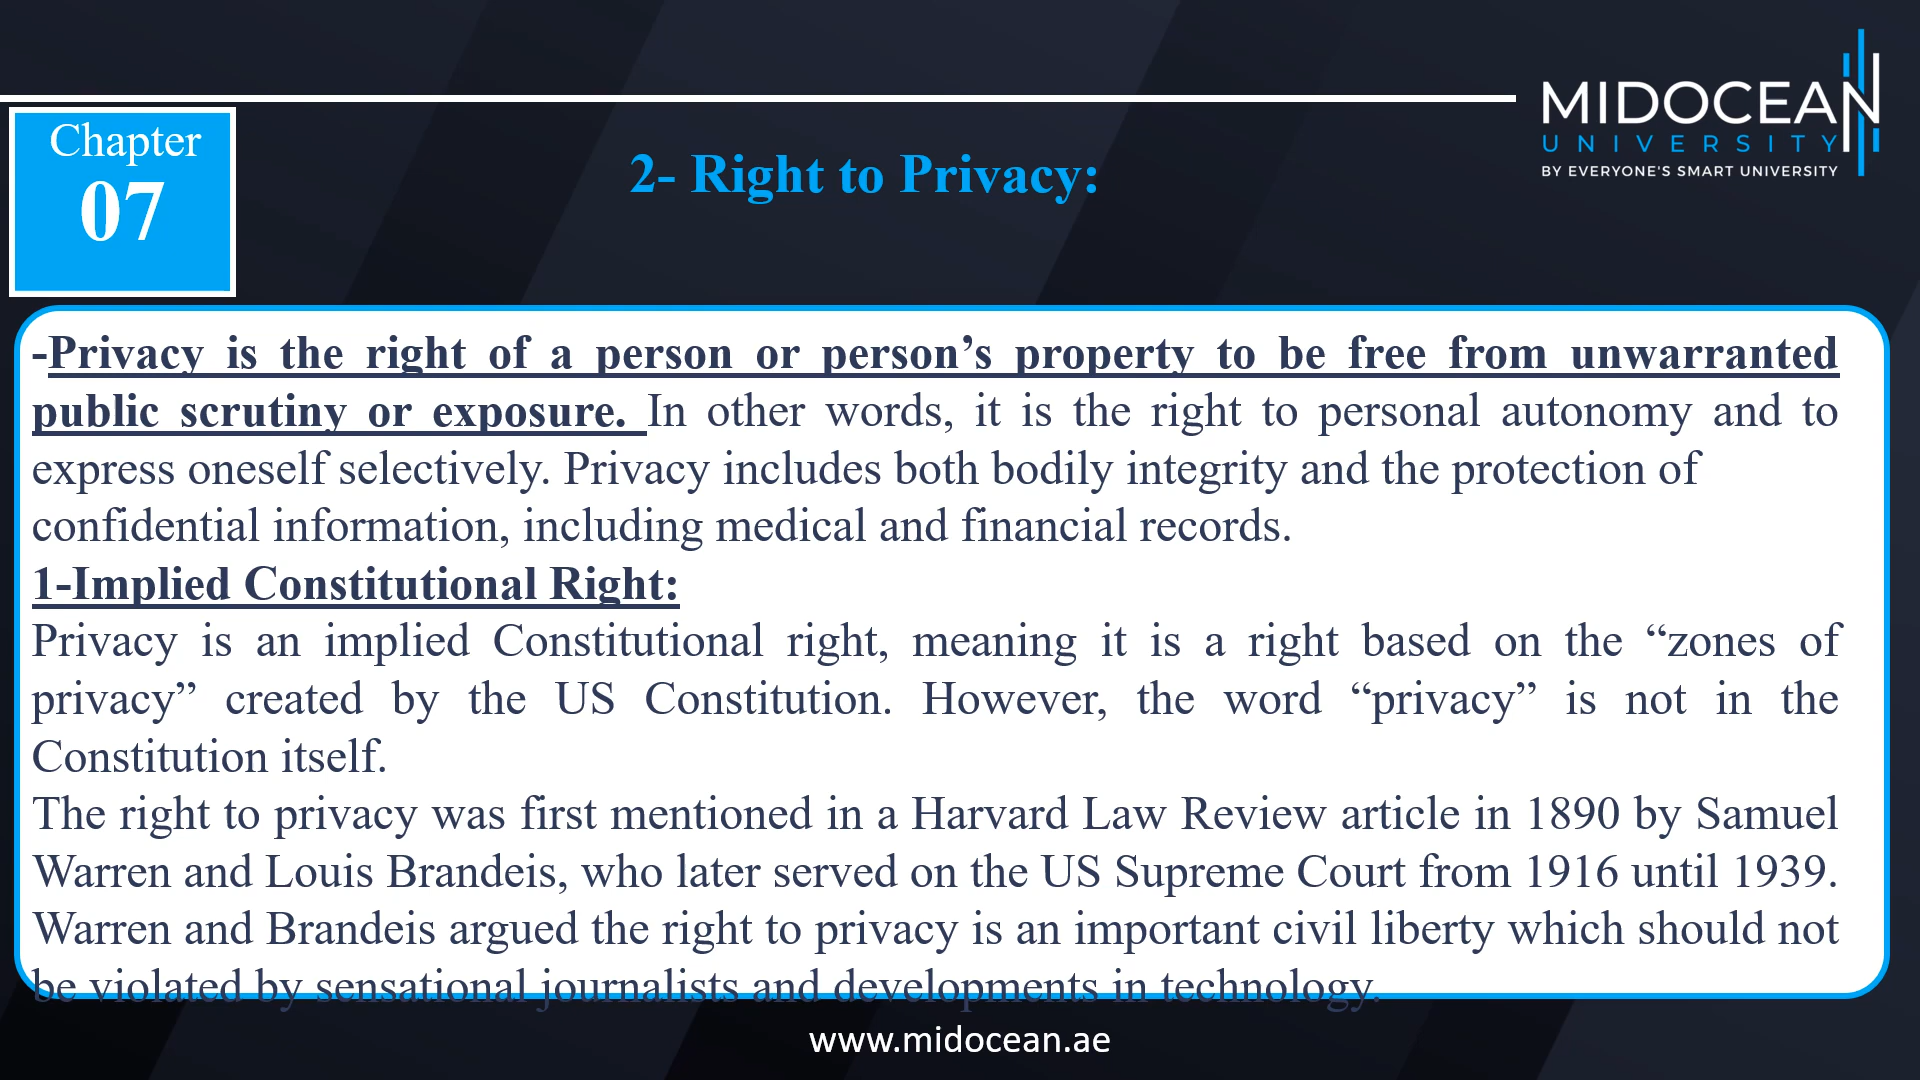 MIDOCEAN
UNIVERSITY
BY EVERYONE'S SMART UNIVERSITY
Chapter
07
2- Right to Privacy:
-Privacy is the right of a person or person’s property to be free from unwarranted
public scrutiny or exposure. In other words, it is the right to personal autonomy and to
express oneself selectively. Privacy includes both bodily integrity and the protection of
confidential information, including medical and financial records.
1-Implied Constitutional Right:
Privacy is an implied Constitutional right, meaning it is a right based on the “zones of
privacy” created by the US Constitution. However, the word “privacy” is not in the
Constitution itself.
The right to privacy was first mentioned in a Harvard Law Review article in 1890 by Samuel
Warren and Louis Brandeis, who later served on the US Supreme Court from 1916 until 1939.
Warren and Brandeis argued the right to privacy is an important civil liberty which should not
be violated by sensational journalists and developments in technology.
www.midocean.ae